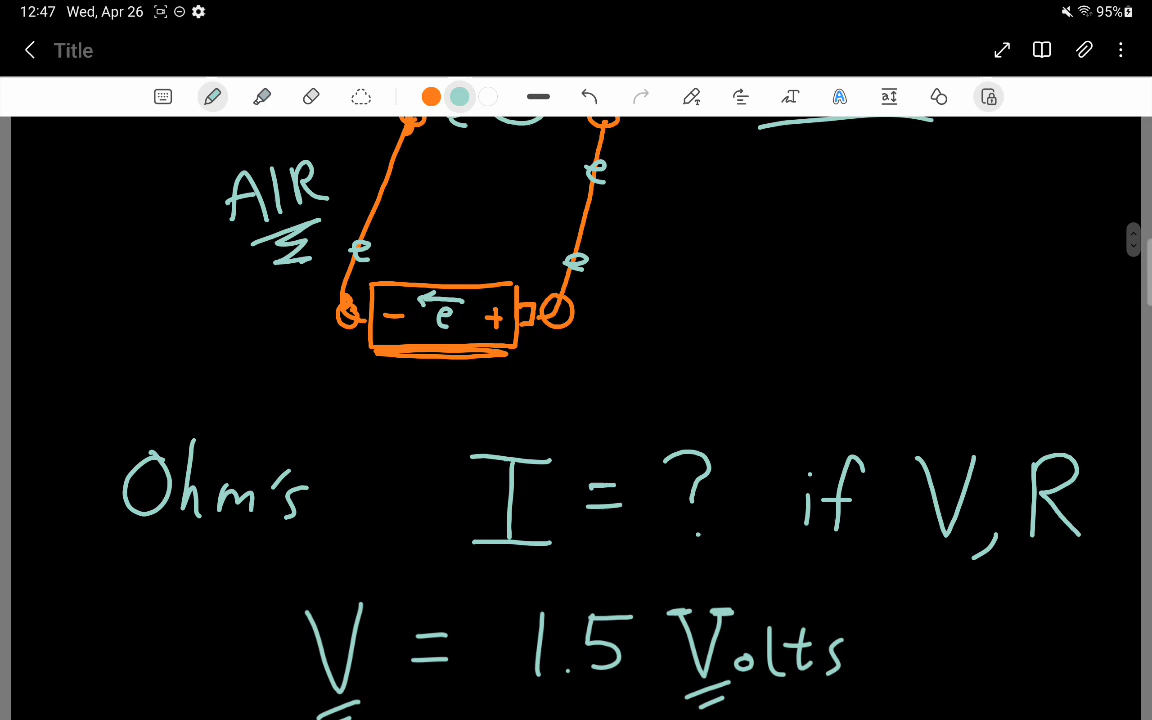 12:47 Wed, Apr 26 95%
Title
e
AIR
e
e
e
- e +
Ohm's I = ? if V, R
V = 1.5 Volts